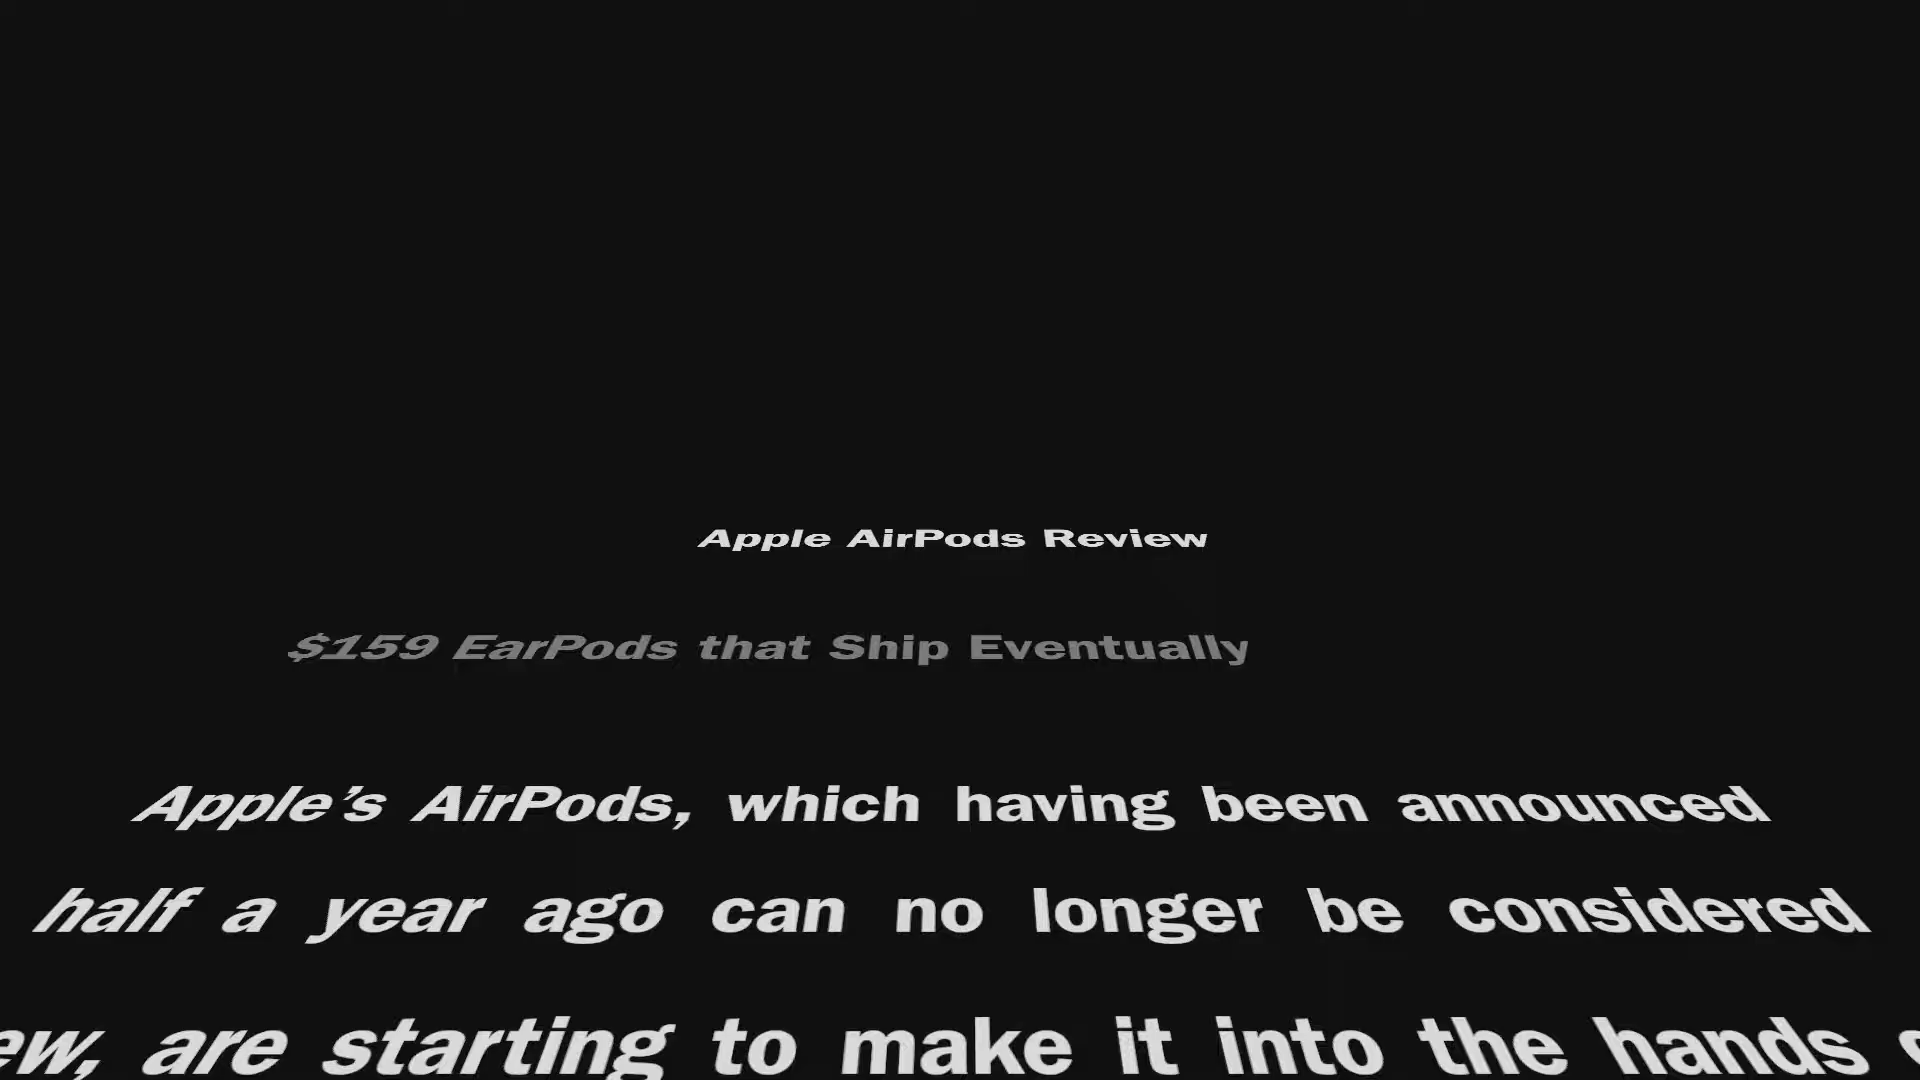 Apple AirPods Review
$159 EarPods that Ship Eventually
Apple’s AirPods, which having been announced
half a year ago can no longer be considered
are starting to make it into the hands